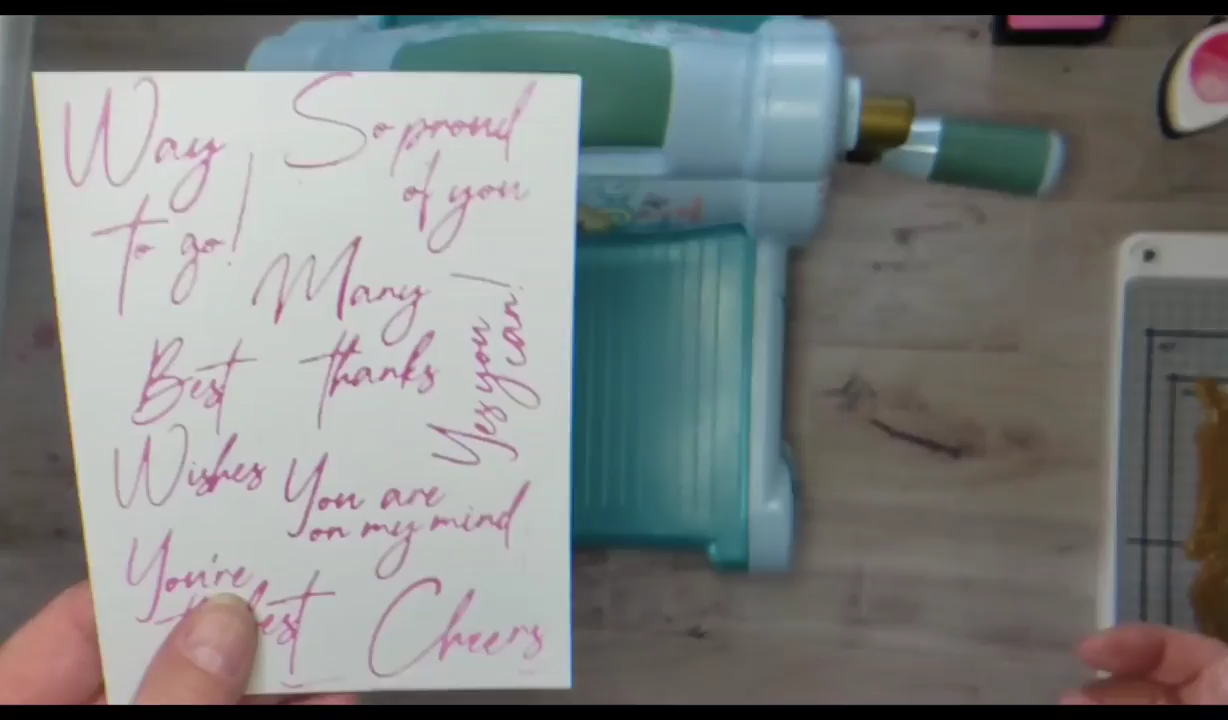 Way
to go!
So proud
of you
Many
thanks
Yes you
can!
Best
Wishes
You are
on my mind
You're
best
Cheers